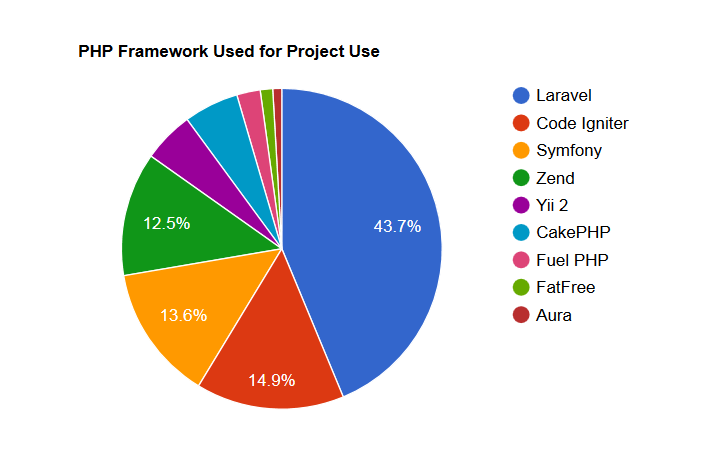 PHP Framework Used for Project Use
Laravel
Code Igniter
Symfony
Zend
Yii 2
CakePHP
Fuel PHP
FatFree
Aura
43.7%
14.9%
13.6%
12.5%